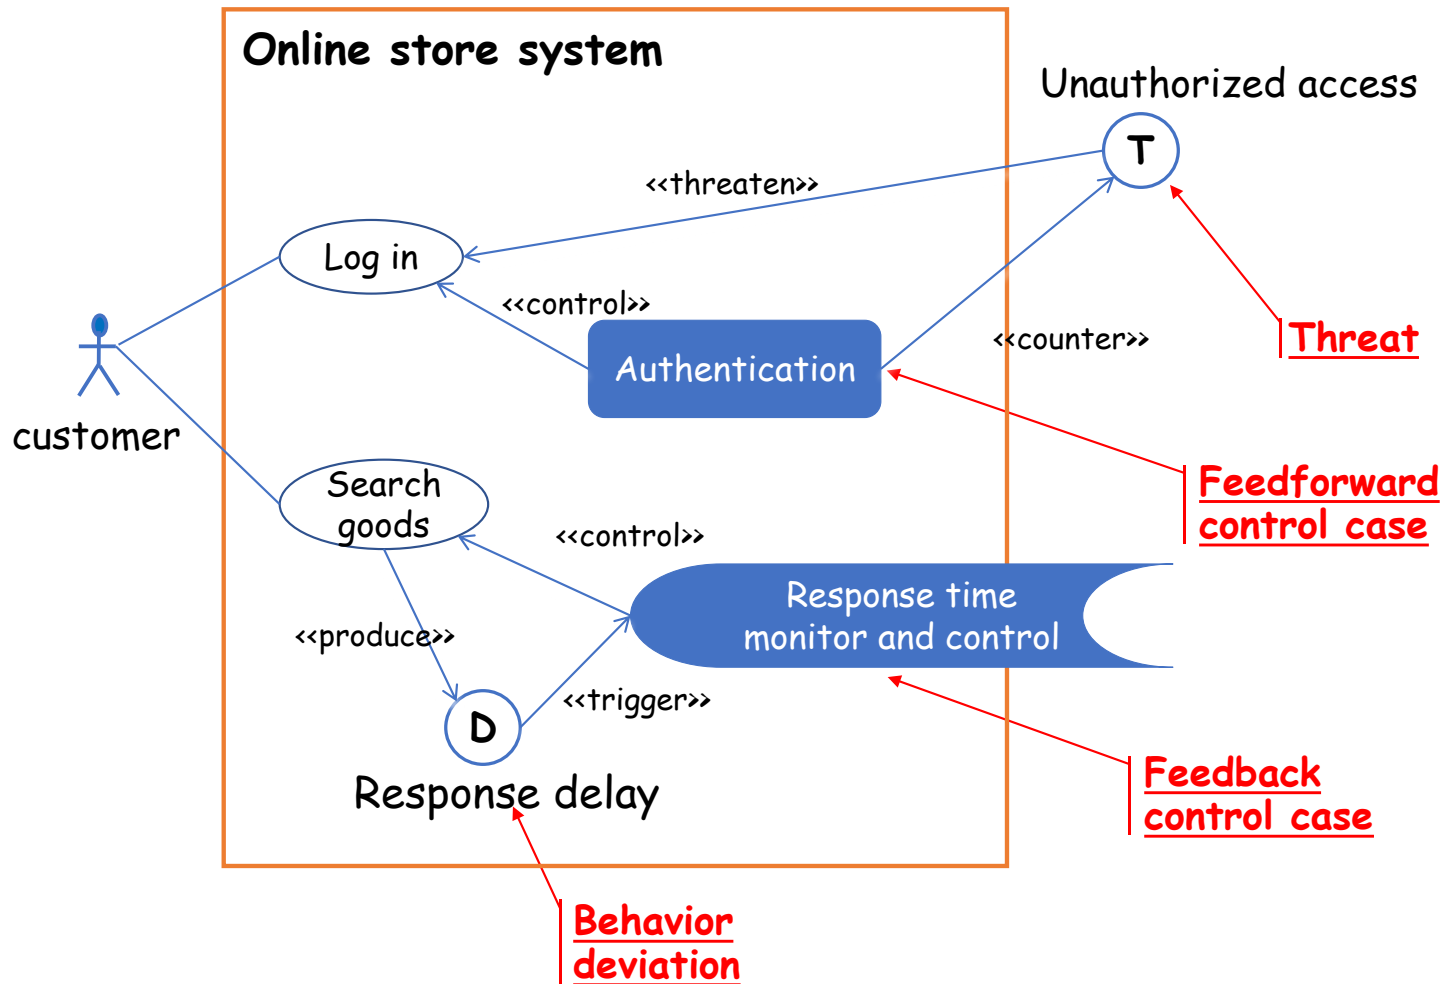 Online store system
Unauthorized access
T
<<threaten>>
Log in
<<control>>
Authentication
<<counter>>
Threat
customer
Search
goods
<<control>>
Feedforward
control case
Response time
monitor and control
<<produce>>
<<trigger>>
D
Response delay
Feedback
control case
Behavior
deviation